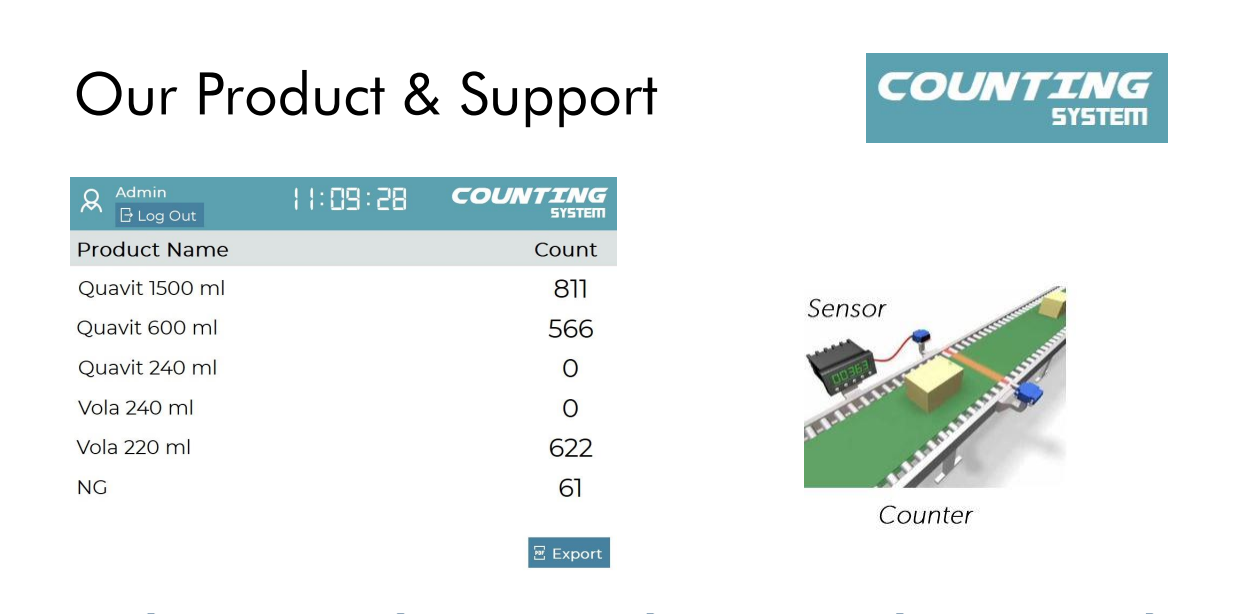 Our Product & Support
COUNTING
SYSTEM
Admin
Log Out
11:09:28
COUNTING
SYSTEM
Product Name Count
Quavit 1500 ml 811
Quavit 600 ml 566
Quavit 240 ml 0
Vola 240 ml 0
Vola 220 ml 622
NG 61
PDF Export
Sensor
00363
Counter